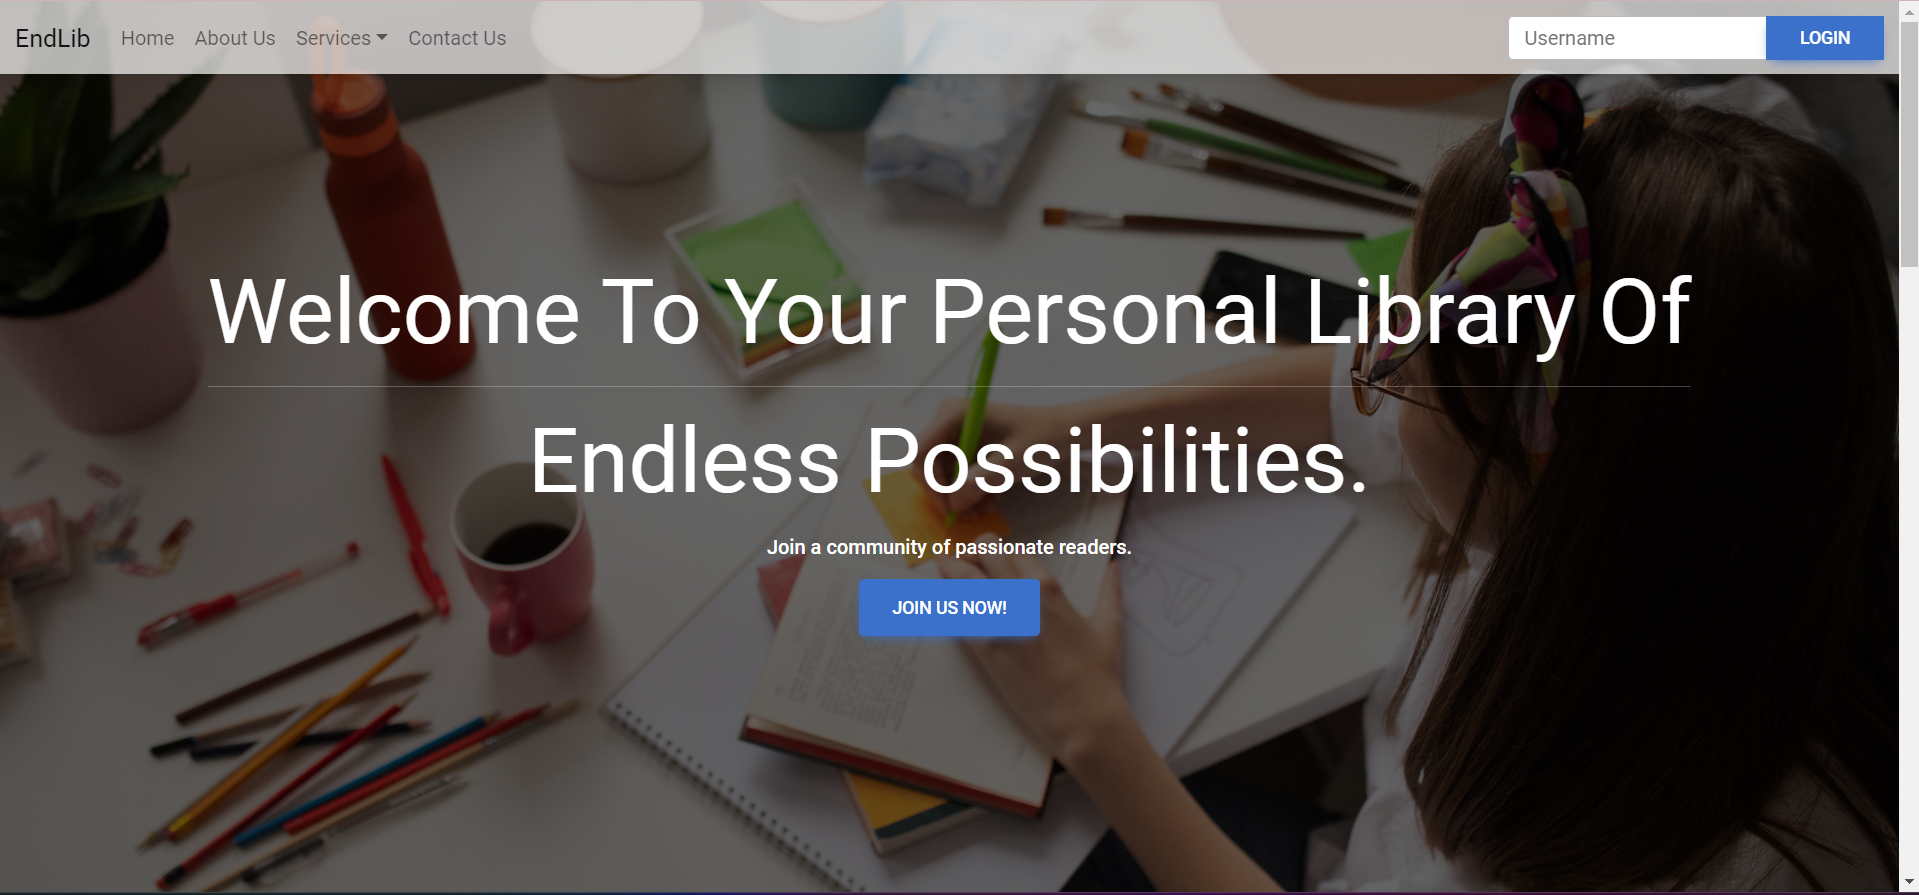 EndLib Home About Us Services Contact Us Username LOGIN
Welcome To Your Personal Library Of
Endless Possibilities.
Join a community of passionate readers.
JOIN US NOW!